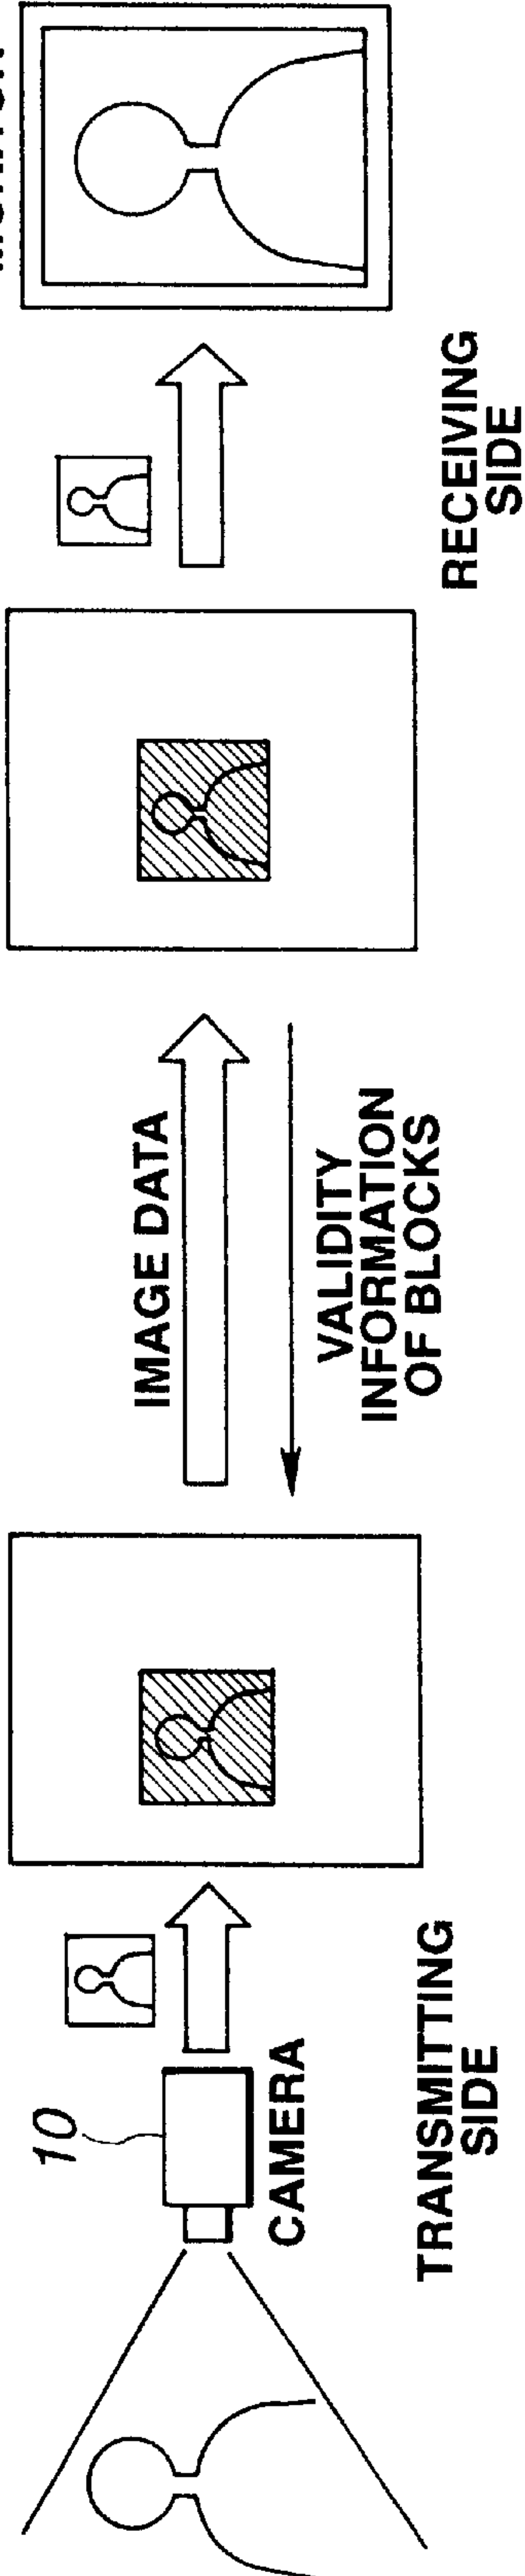 10
CAMERA
TRANSMITTING
SIDE
IMAGE DATA
VALIDITY
INFORMATION
OF BLOCKS
RECEIVING
SIDE